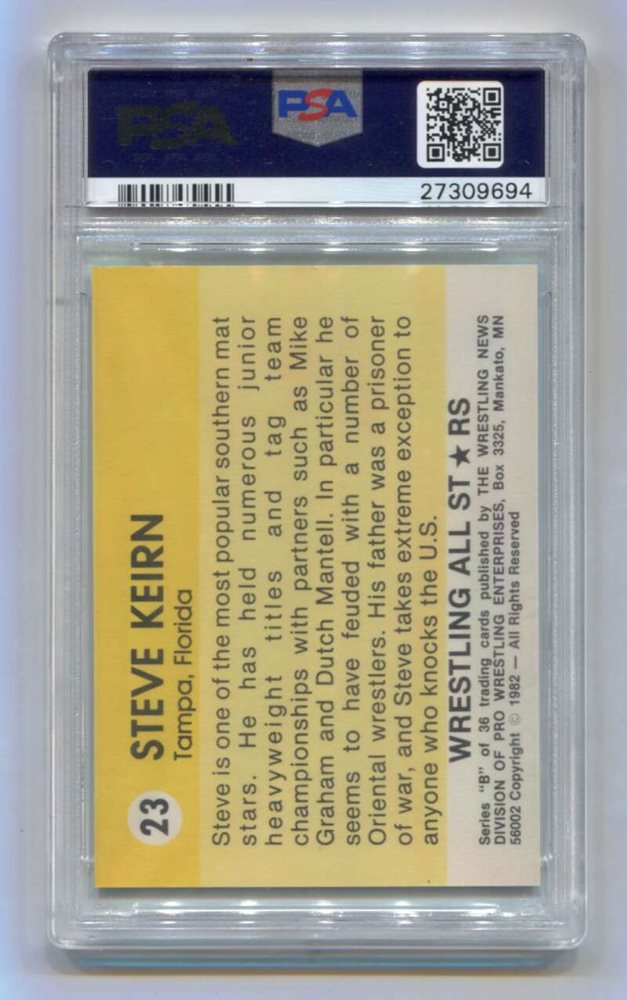 PSA
PSA
27309694
23
STEVE KEIRN
Tampa, Florida
Steve is one of the most popular southern mat
stars. He has held numerous junior
heavyweight titles and tag team
championships with partners such as Mike
Graham and Dutch Mantell. In particular he
seems to have feuded with a number of
Oriental wrestlers. His father was a prisoner
of war, and Steve takes extreme exception to
anyone who knocks the U.S.
WRESTLING ALL ST★RS
Series "B" of 36 trading cards published by THE WRESTLING NEWS
DIVISION OF PRO WRESTLING ENTERPRISES, Box 3325, Mankato, MN
56002 Copyright © 1982 — All Rights Reserved